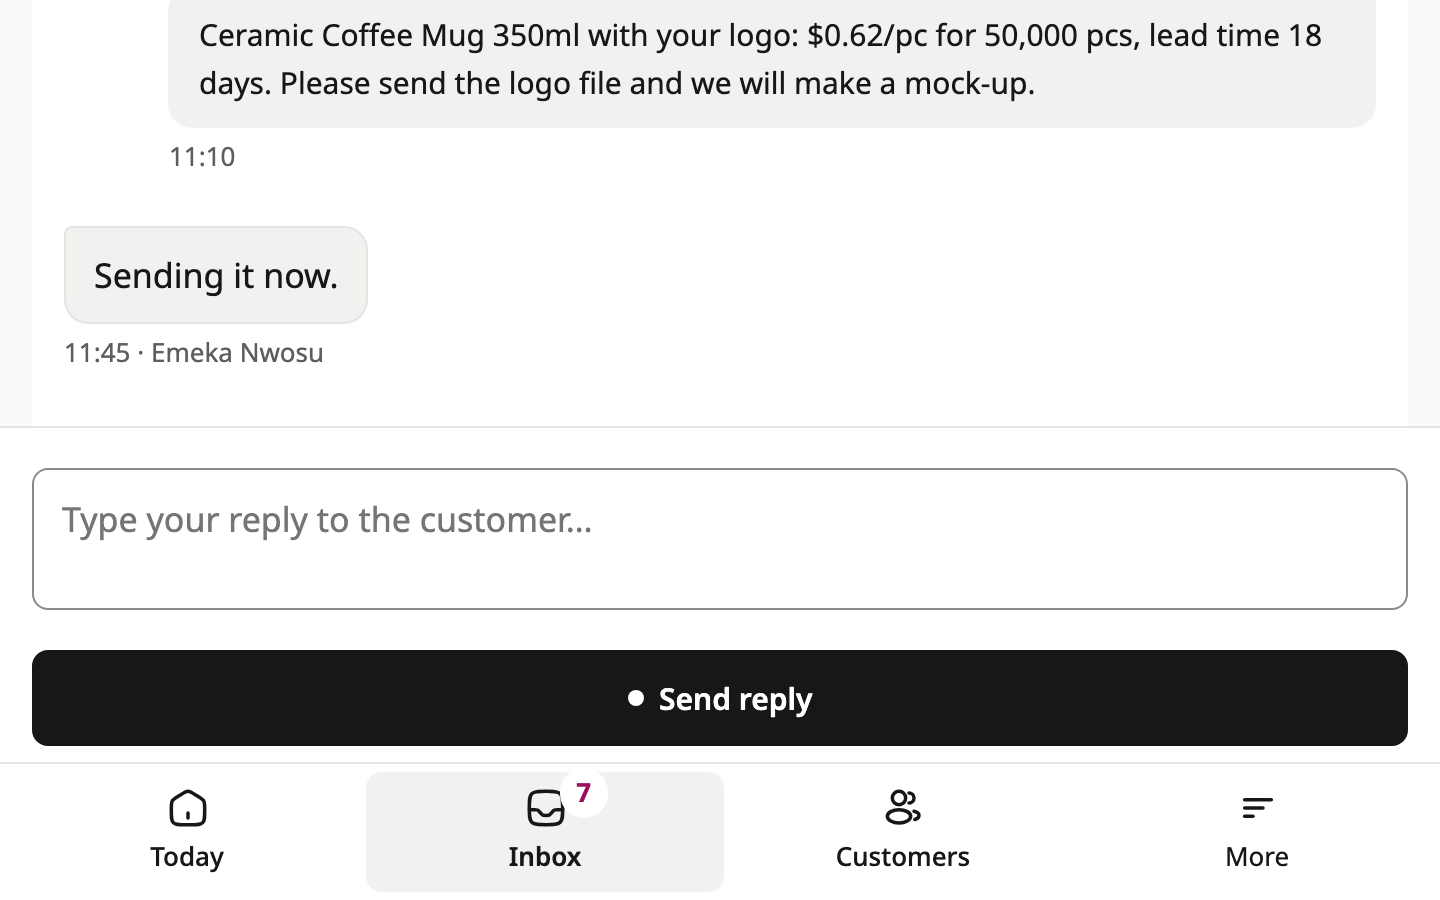 Ceramic Coffee Mug 350ml with your logo: $0.62/pc for 50,000 pcs, lead time 18
days. Please send the logo file and we will make a mock-up.
11:10
Sending it now.
11:45 · Emeka Nwosu
Type your reply to the customer...
Send reply
7
Today
Inbox
Customers
More